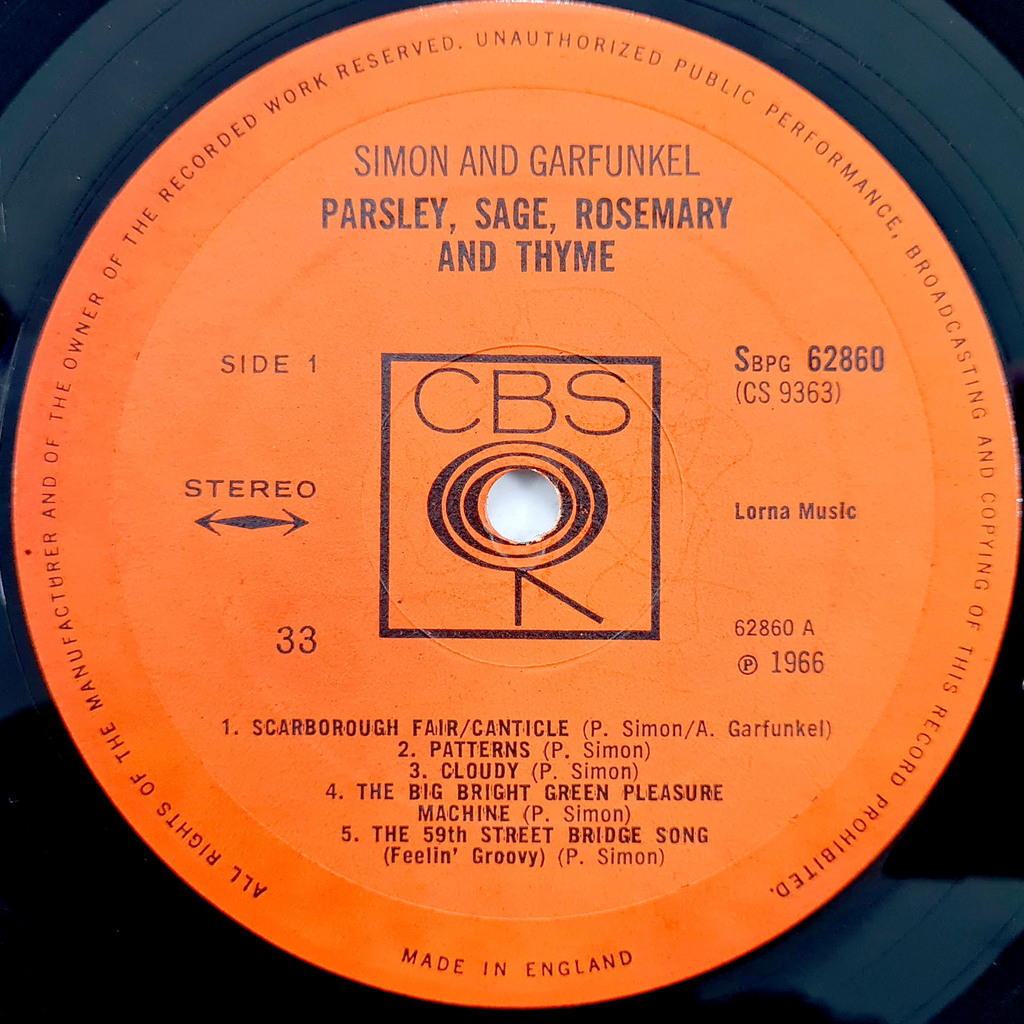 ALL RIGHTS OF THE MANUFACTURER AND OF THE OWNER OF THE RECORDED WORK RESERVED. UNAUTHORIZED PUBLIC PERFORMANCE, BROADCASTING AND COPYING OF THIS RECORD PROHIBITED.
SIMON AND GARFUNKEL
PARSLEY, SAGE, ROSEMARY
AND THYME
SIDE 1
SBPG 62860
(CS 9363)
CBS
STEREO
Lorna Music
33
62860 A
℗ 1966
1. SCARBOROUGH FAIR/CANTICLE (P. Simon/A. Garfunkel)
2. PATTERNS (P. Simon)
3. CLOUDY (P. Simon)
4. THE BIG BRIGHT GREEN PLEASURE
MACHINE (P. Simon)
5. THE 59th STREET BRIDGE SONG
(Feelin' Groovy) (P. Simon)
MADE IN ENGLAND